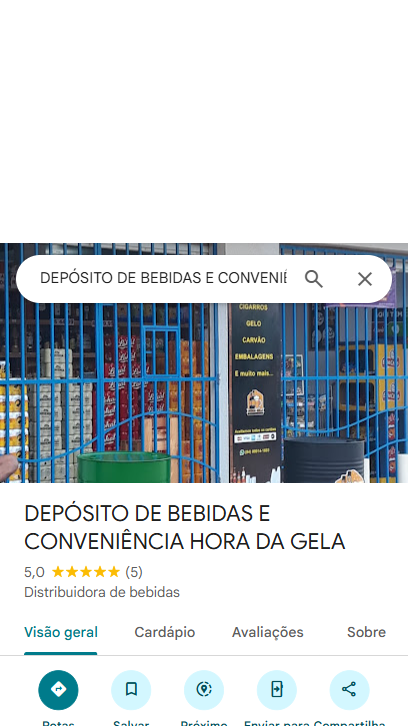 DEPÓSITO DE BEBIDAS E CONVENIÊ
CIGARROS
GELO
CARVÃO
EMBALAGENS
E muito mais...
DEPÓSITO DE BEBIDAS E
CONVENIÊNCIA HORA DA GELA
5,0 ★★★★★ (5)
Distribuidora de bebidas
Visão geral
Cardápio
Avaliações
Sobre
Rotas
Salvar
Próximo
Enviar para
Compartilha